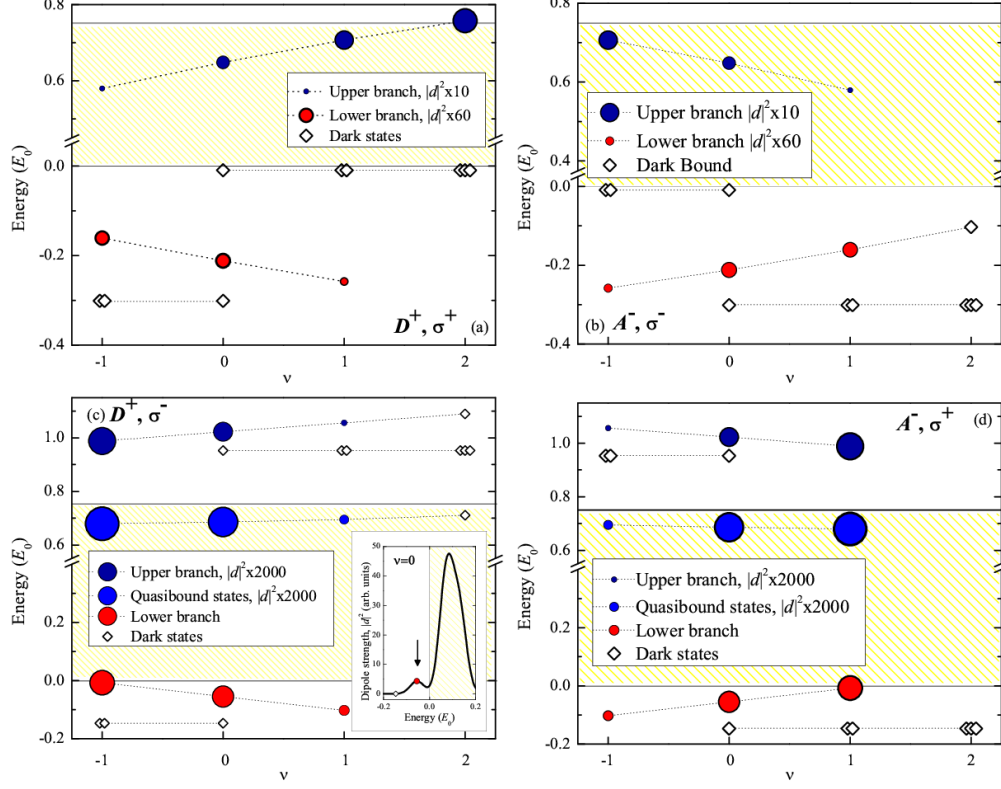 0.8
0.6
0.0
-0.2
-0.4
Energy (E₀)
Upper branch, |d|²x10
Lower branch, |d|²x60
Dark states
D⁺, σ⁺ (a)
-1 0 1 2
ν
0.8
0.6
0.4
0.0
-0.2
-0.4
Energy (E₀)
Upper branch |d|²x10
Lower branch |d|²x60
Dark Bound
(b) A⁻, σ⁻
-1 0 1 2
ν
(c) D⁺, σ⁻
1.0
0.8
0.6
0.2
0.0
-0.2
Energy (E₀)
Upper branch, |d|²x2000
Quasibound states, |d|²x2000
Lower branch
Dark states
ν=0
50
40
30
20
10
0
Dipole strength, |d|² (arb. units)
-0.2 0.0 0.2
Energy (E₀)
-1 0 1 2
ν
A⁻, σ⁺ (d)
1.0
0.8
0.6
0.2
0.0
-0.2
Energy (E₀)
Upper branch, |d|²x2000
Quasibound states, |d|²x2000
Lower branch
Dark states
-1 0 1 2
ν